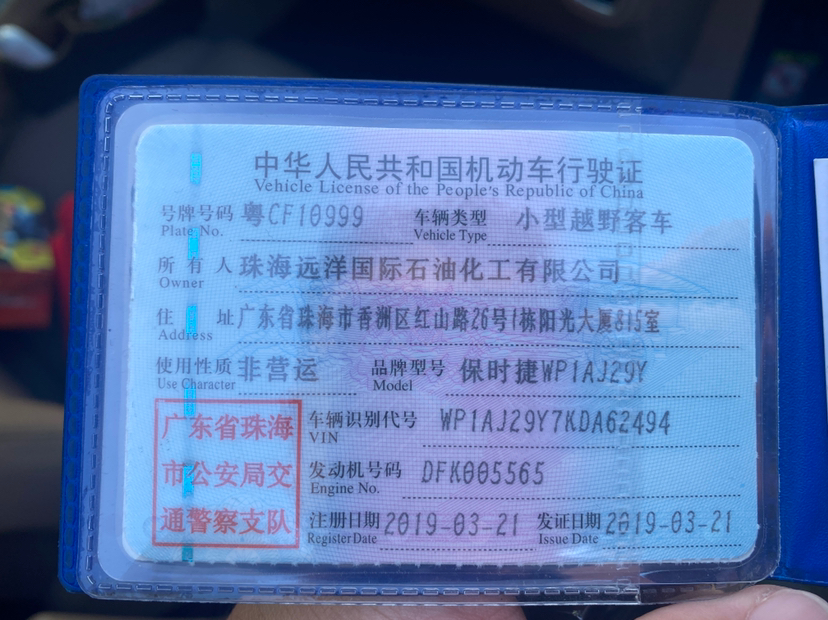 中华人民共和国机动车行驶证
Vehicle License of the People's Republic of China
号牌号码 粤CF10999 车辆类型 小型越野客车
Plate No. Vehicle Type
所有人 珠海远洋国际石油化工有限公司
Owner
住址 广东省珠海市香洲区红山路26号1栋阳光大厦815室
Address
使用性质 非营运 品牌型号 保时捷WP1AJ29Y
Use Character Model
广东省珠海 车辆识别代号 WP1AJ29Y7KDA62494
VIN
市公安局交 发动机号码 DFK005565
Engine No.
通警察支队 注册日期 2019-03-21 发证日期 2019-03-21
Register Date Issue Date